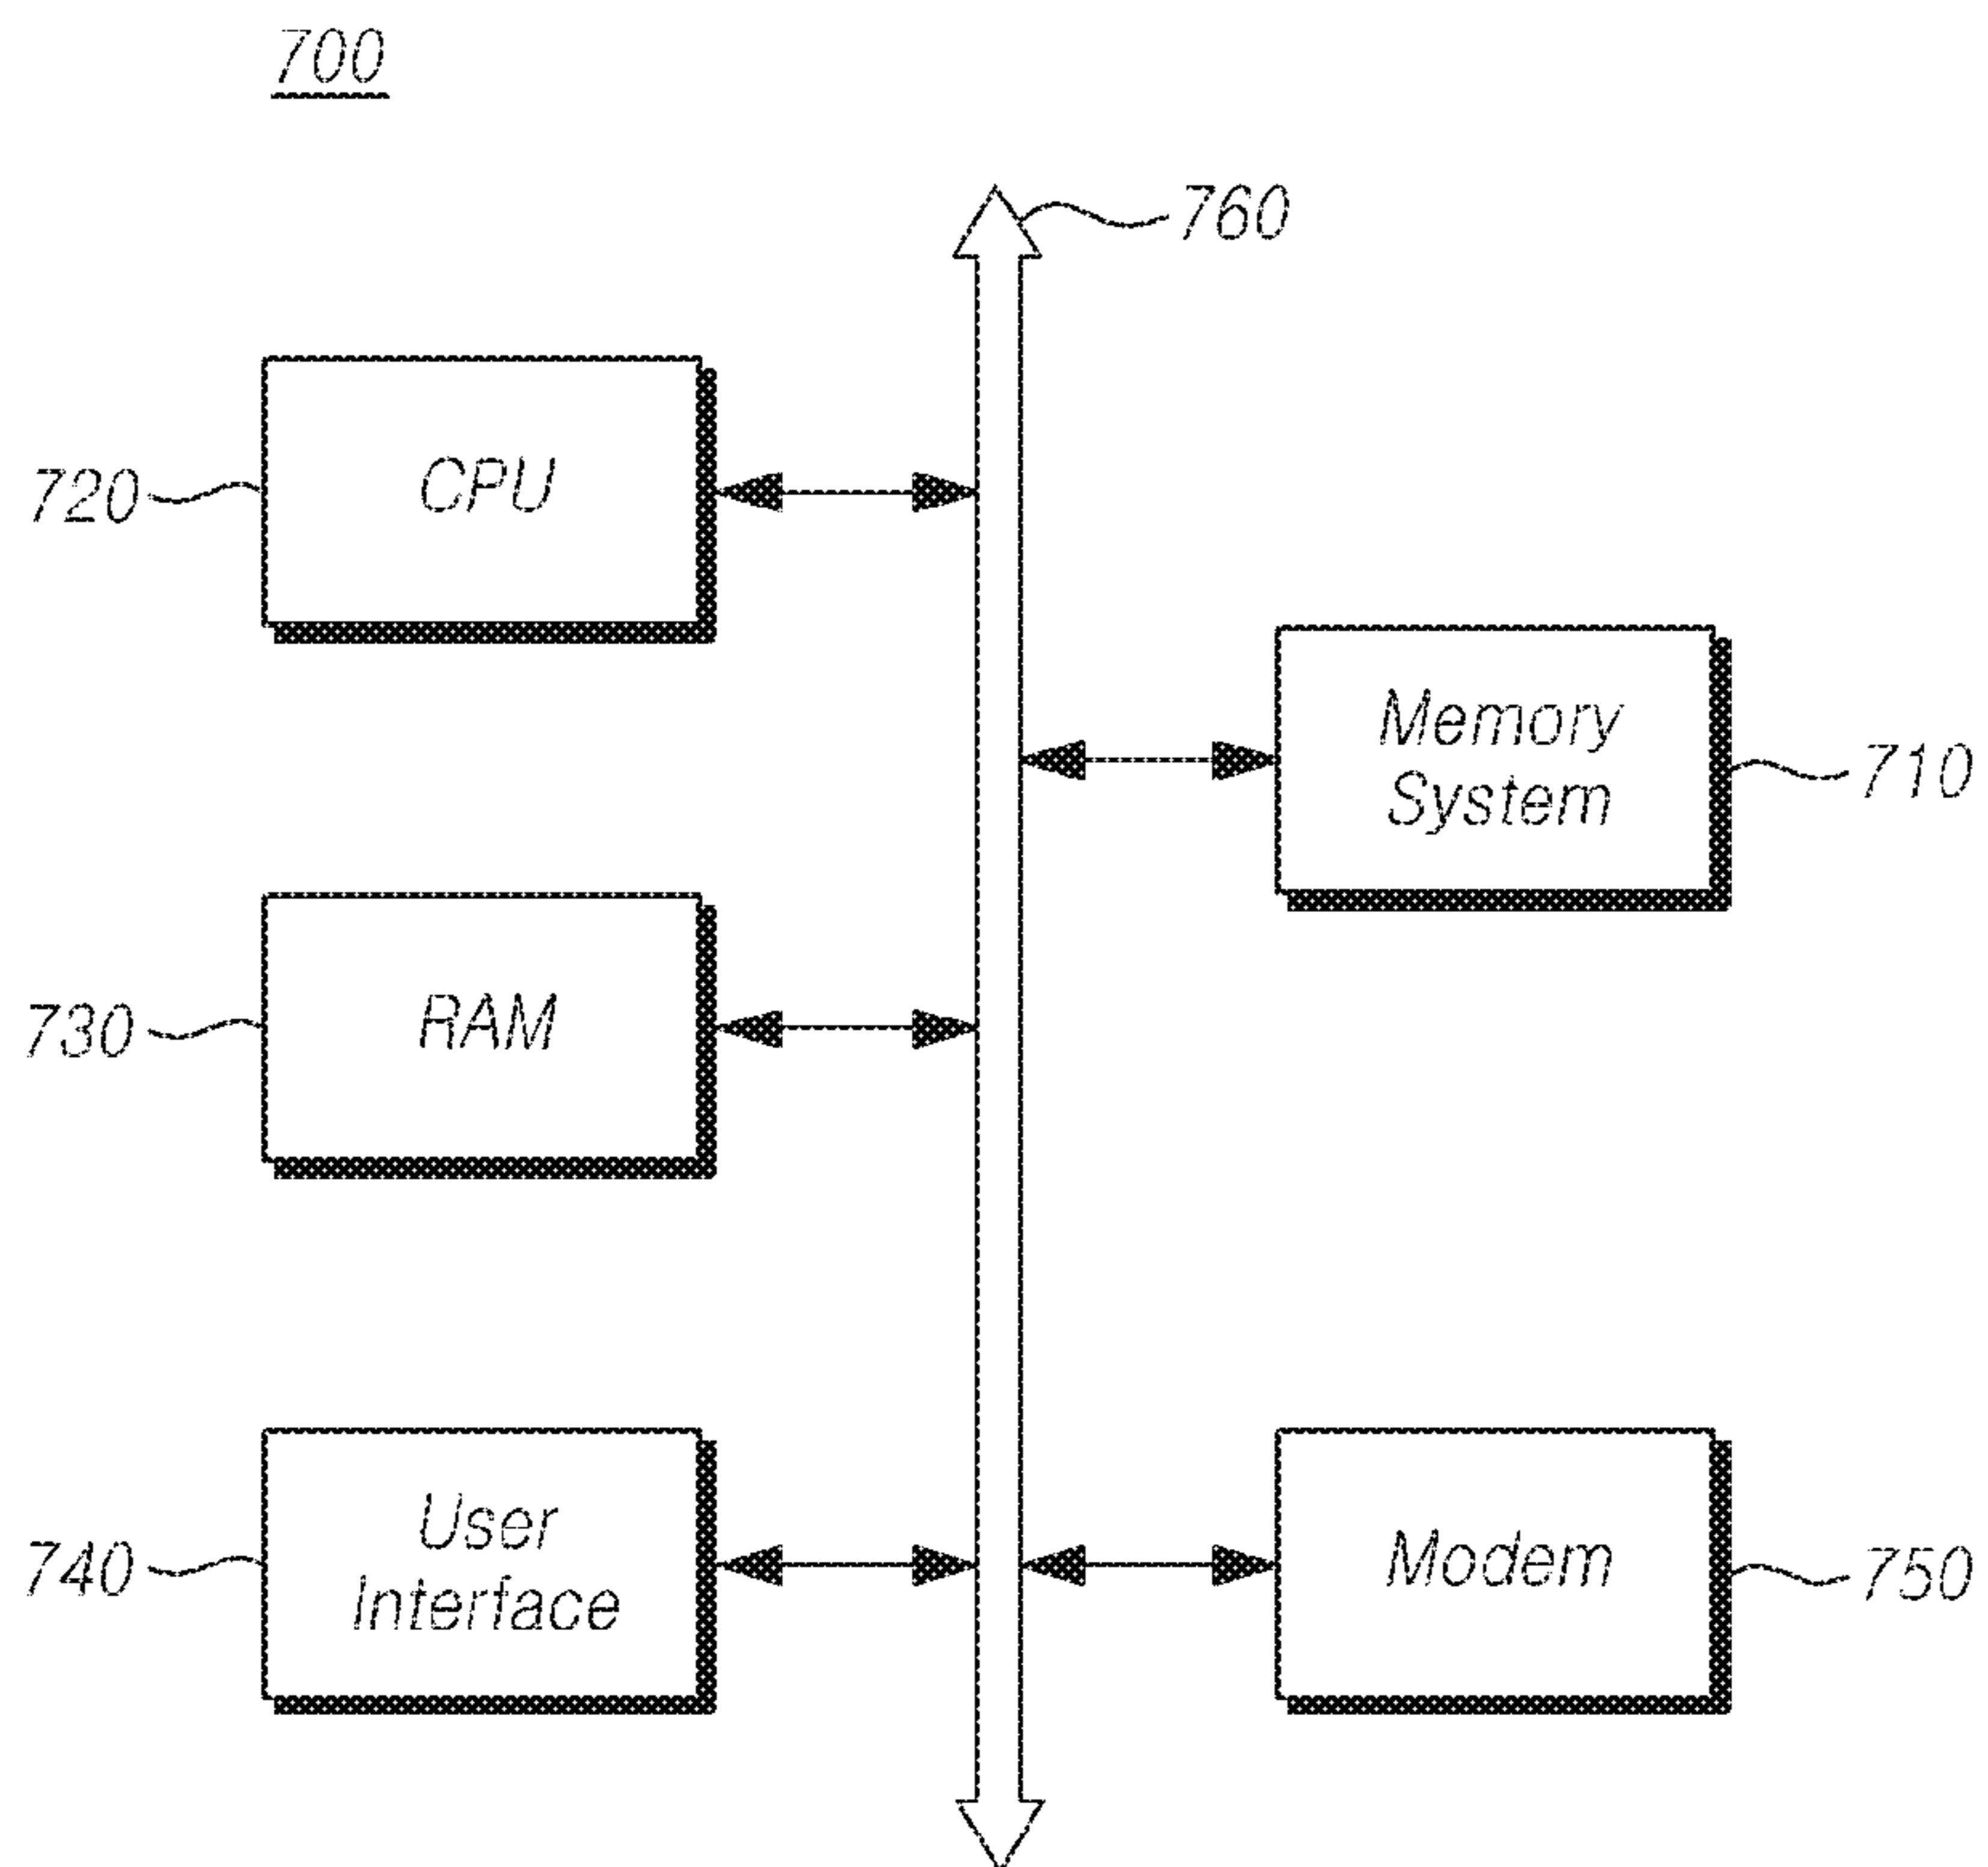 700
760
720
CPU
Memory
System
710
730
RAM
740
User
Interface
Modem
750